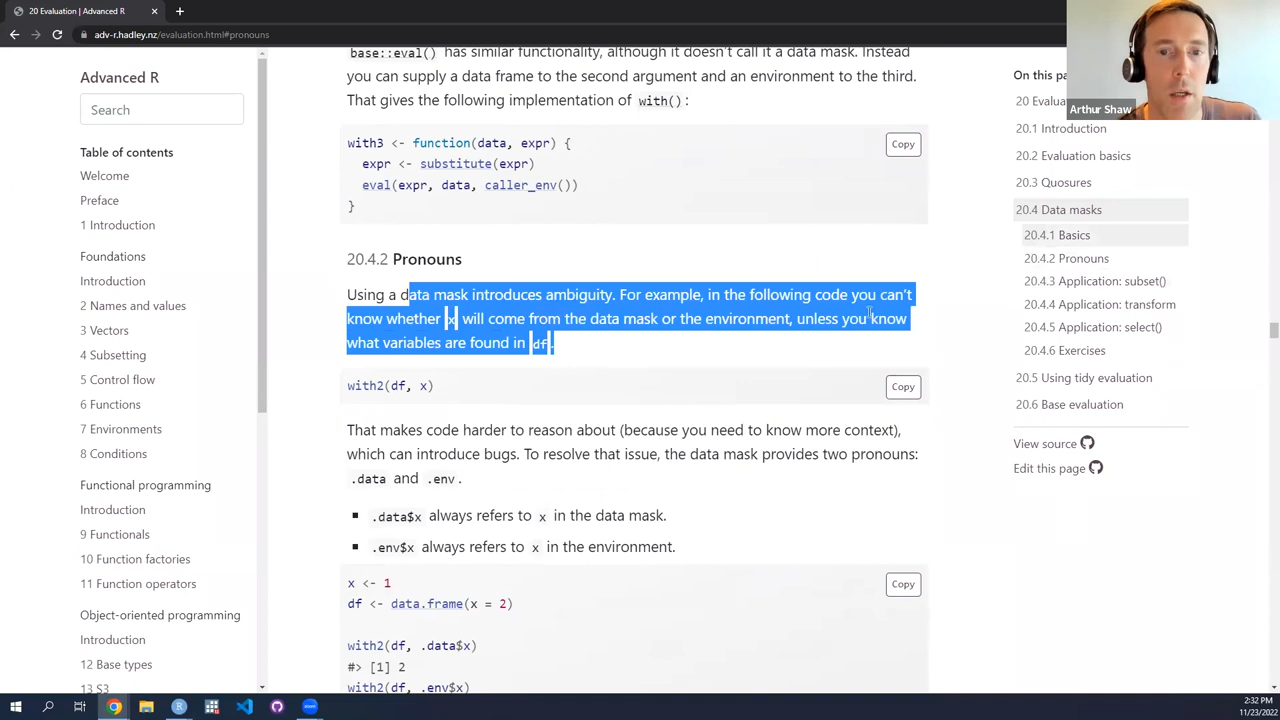 20 Evaluation | Advanced R
adv-r.hadley.nz/evaluation.html#pronouns
Arthur Shaw
Advanced R
Search
Table of contents
Welcome
Preface
1 Introduction
Foundations
Introduction
2 Names and values
3 Vectors
4 Subsetting
5 Control flow
6 Functions
7 Environments
8 Conditions
Functional programming
Introduction
9 Functionals
10 Function factories
11 Function operators
Object-oriented programming
Introduction
12 Base types
13 S3
base::eval() has similar functionality, although it doesn't call it a data mask. Instead
you can supply a data frame to the second argument and an environment to the third.
That gives the following implementation of with():
with3 <- function(data, expr) {
expr <- substitute(expr)
eval(expr, data, caller_env())
}
Copy
20.4.2 Pronouns
Using a data mask introduces ambiguity. For example, in the following code you can't
know whether x will come from the data mask or the environment, unless you know
what variables are found in df.
with2(df, x)
Copy
That makes code harder to reason about (because you need to know more context),
which can introduce bugs. To resolve that issue, the data mask provides two pronouns:
.data and .env.
.data$x always refers to x in the data mask.
.env$x always refers to x in the environment.
x <- 1
df <- data.frame(x = 2)
with2(df, .data$x)
#> [1] 2
with2(df, .env$x)
Copy
On this pa
20 Evalua
20.1 Introduction
20.2 Evaluation basics
20.3 Quosures
20.4 Data masks
20.4.1 Basics
20.4.2 Pronouns
20.4.3 Application: subset()
20.4.4 Application: transform
20.4.5 Application: select()
20.4.6 Exercises
20.5 Using tidy evaluation
20.6 Base evaluation
View source
Edit this page
2:32 PM
11/23/2022